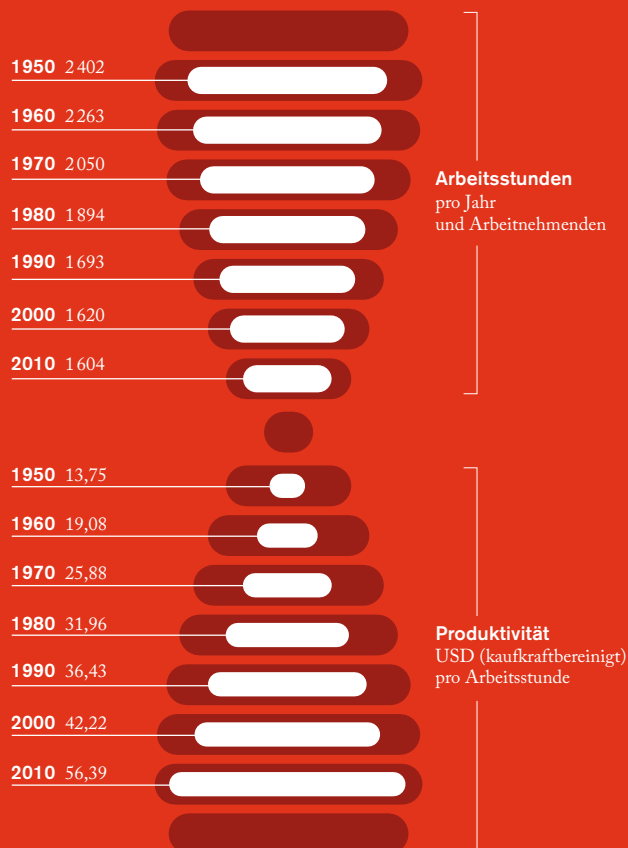 1950 2 402
1960 2 263
1970 2 050
1980 1 894
1990 1 693
2000 1 620
2010 1 604
Arbeitsstunden
pro Jahr
und Arbeitnehmenden
1950 13,75
1960 19,08
1970 25,88
1980 31,96
1990 36,43
2000 42,22
2010 56,39
Produktivität
USD (kaufkraftbereinigt)
pro Arbeitsstunde